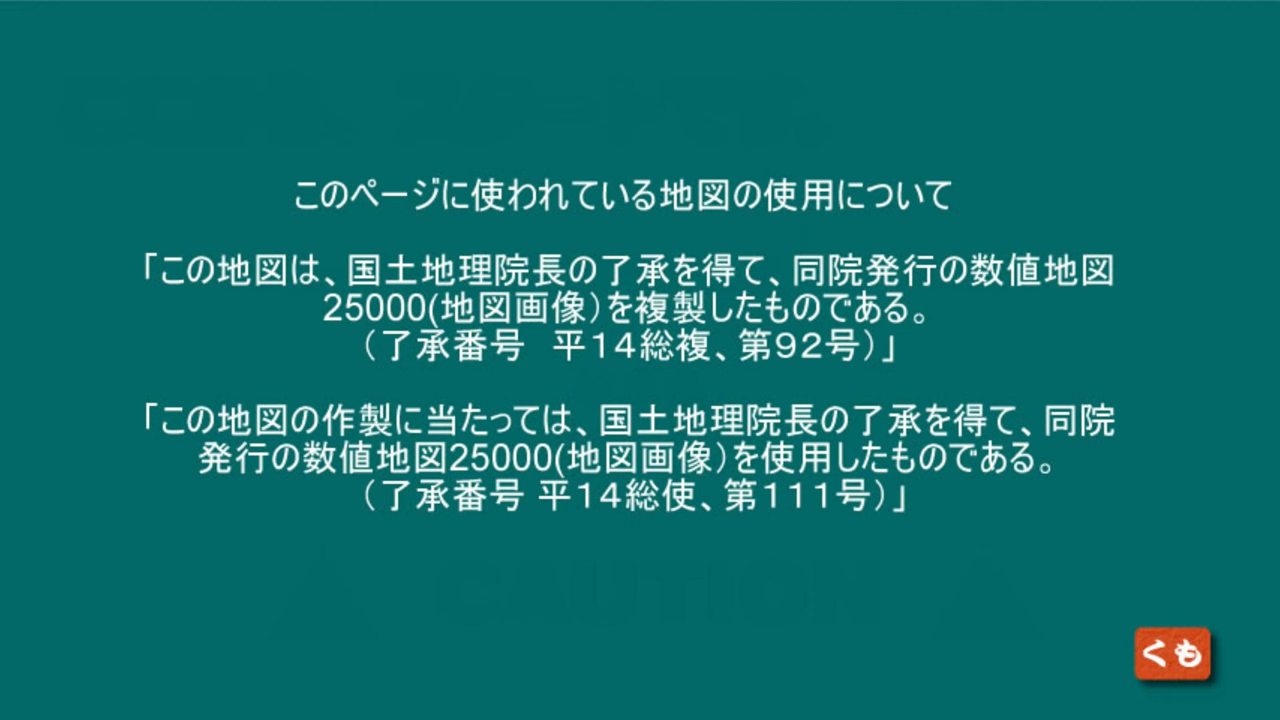 このページに使われている地図の使用について
「この地図は、国土地理院長の了承を得て、同院発行の数値地図
25000(地図画像）を複製したものである。
（了承番号　平１４総複、第９２号）」
「この地図の作製に当たっては、国土地理院長の了承を得て、同院
発行の数値地図25000(地図画像）を使用したものである。
（了承番号 平１４総使、第１１１号）」
CAUTION
くも